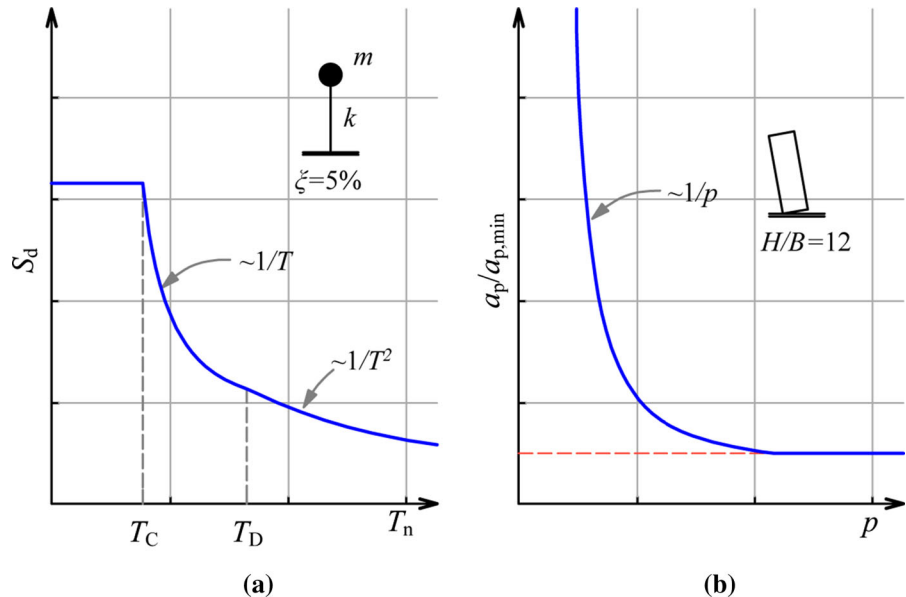 S_d
m
k
ξ=5%
~1/T
~1/T²
T_C
T_D
T_n
(a)
a_p/a_p,min
~1/p
H/B=12
p
(b)